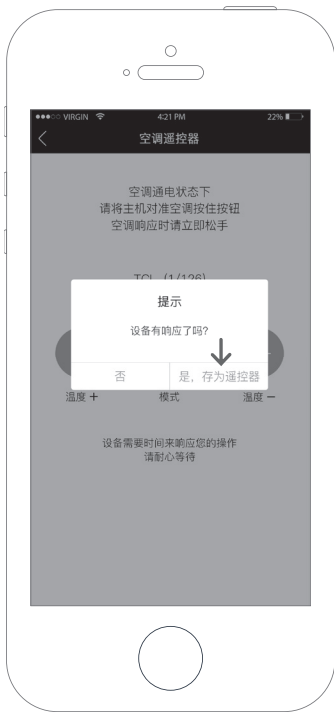 VIRGIN 4:21 PM 22%
空调遥控器
空调通电状态下
请将主机对准空调按住按钮
空调响应时请立即松手
TCL (1/126)
提示
设备有响应了吗?
否 是，存为遥控器
温度 + 模式 温度 −
设备需要时间来响应您的操作
请耐心等待